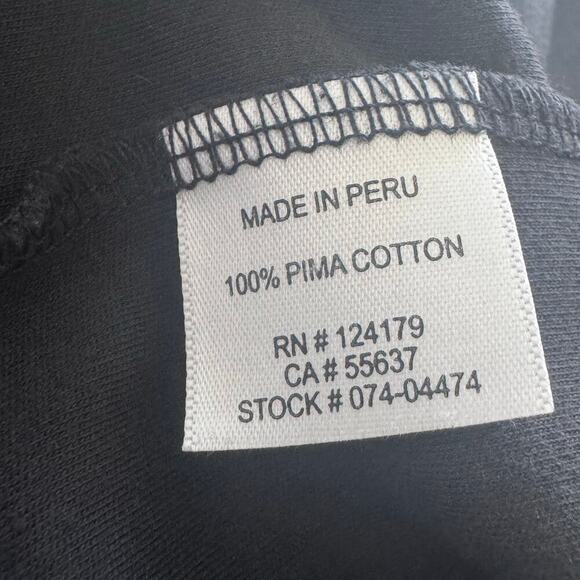 MADE IN PERU
100% PIMA COTTON
RN # 124179
CA # 55637
STOCK # 074-04474